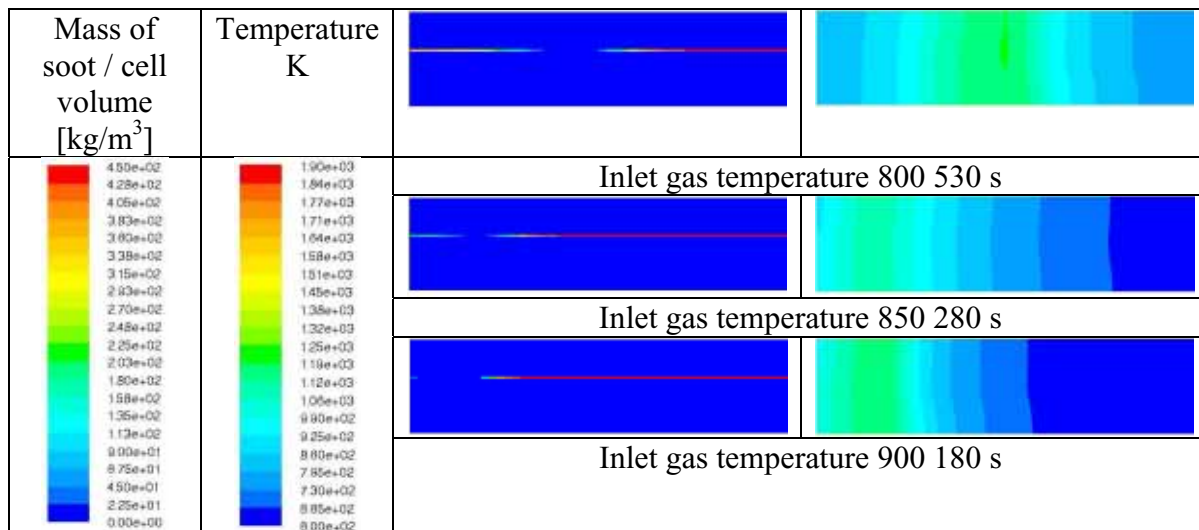 Mass of
soot / cell
volume
[kg/m³]
Temperature
K
4.50e+02
4.28e+02
4.05e+02
3.83e+02
3.60e+02
3.38e+02
3.15e+02
2.93e+02
2.70e+02
2.48e+02
2.25e+02
2.03e+02
1.80e+02
1.58e+02
1.35e+02
1.13e+02
9.00e+01
6.75e+01
4.50e+01
2.25e+01
0.00e+00
1.90e+03
1.84e+03
1.77e+03
1.71e+03
1.64e+03
1.58e+03
1.51e+03
1.45e+03
1.38e+03
1.32e+03
1.25e+03
1.19e+03
1.12e+03
1.06e+03
9.90e+02
9.25e+02
8.60e+02
7.95e+02
7.30e+02
6.65e+02
6.00e+02
Inlet gas temperature 800 530 s
Inlet gas temperature 850 280 s
Inlet gas temperature 900 180 s